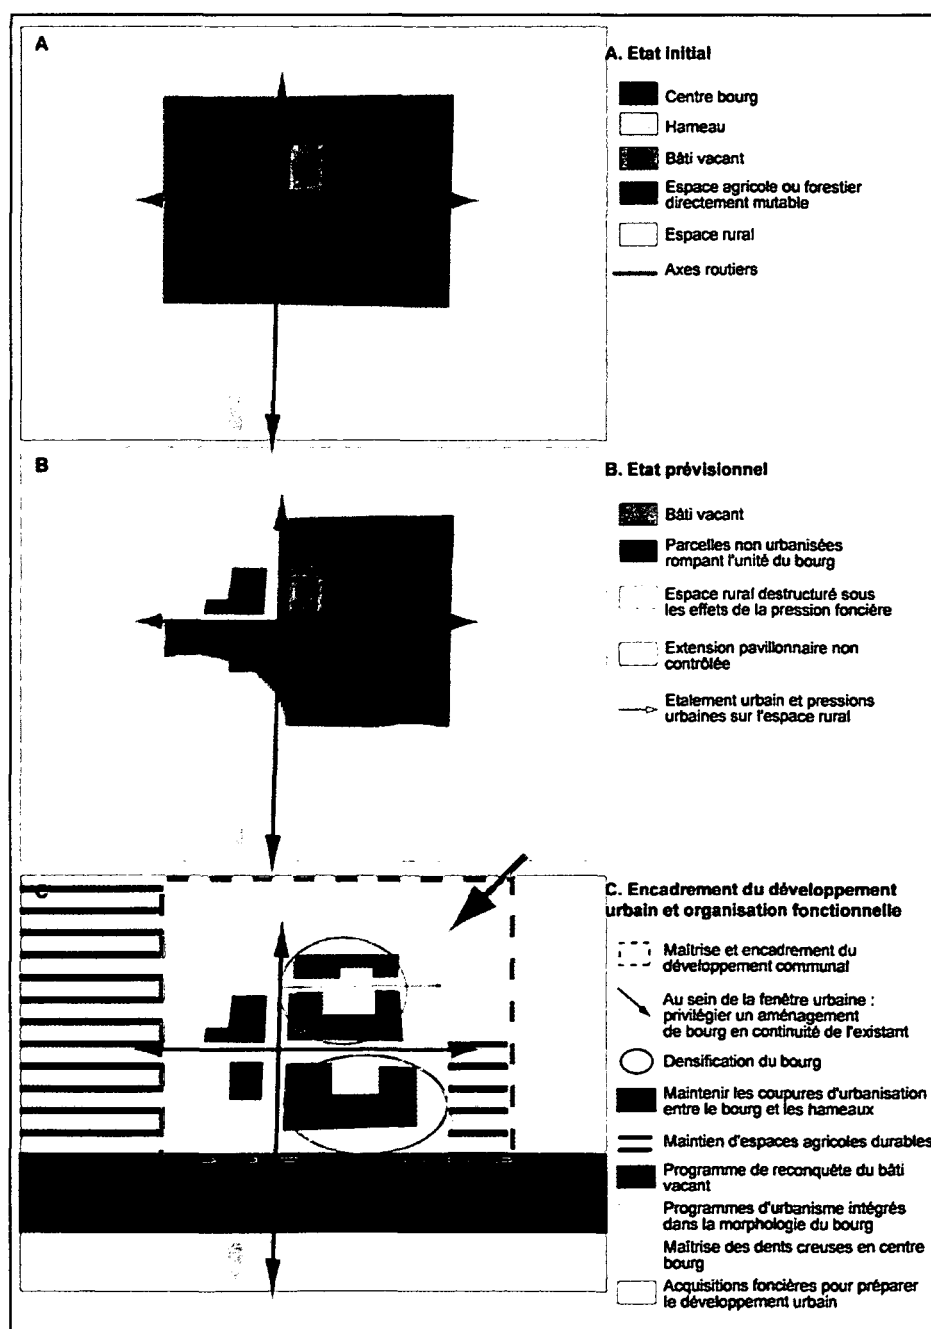 A
A. Etat initial
Centre bourg
Hameau
Bâti vacant
Espace agricole ou forestier
directement mutable
Espace rural
Axes routiers
B
B. Etat prévisionnel
Bâti vacant
Parcelles non urbanisées
rompant l'unité du bourg
Espace rural destructuré sous
les effets de la pression foncière
Extension pavillonnaire non
contrôlée
Etalement urbain et pressions
urbaines sur l'espace rural
C
C. Encadrement du développement
urbain et organisation fonctionnelle
Maîtrise et encadrement du
développement communal
Au sein de la fenêtre urbaine :
privilégier un aménagement
de bourg en continuité de l'existant
Densification du bourg
Maintenir les coupures d'urbanisation
entre le bourg et les hameaux
Maintien d'espaces agricoles durables
Programme de reconquête du bâti
vacant
Programmes d'urbanisme intégrés
dans la morphologie du bourg
Maîtrise des dents creuses en centre
bourg
Acquisitions foncières pour préparer
le développement urbain